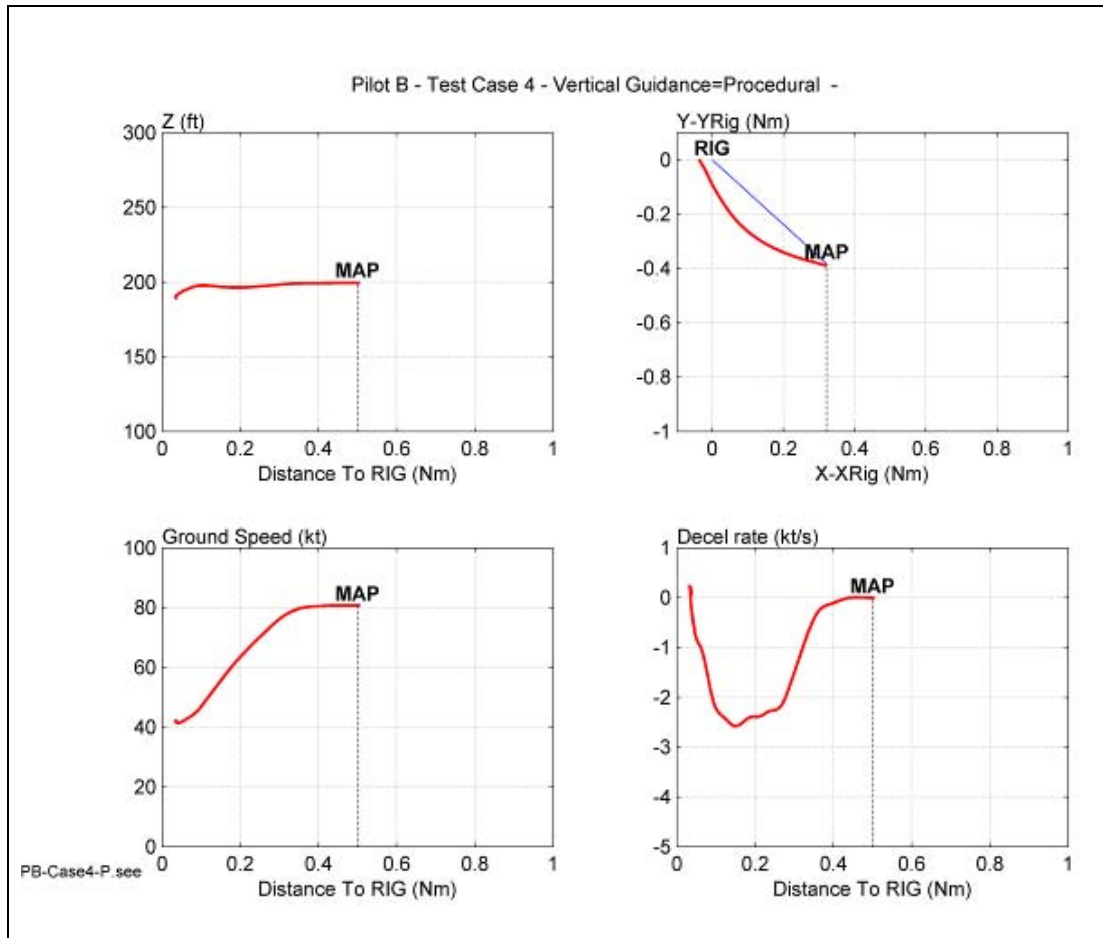 Pilot B - Test Case 4 - Vertical Guidance=Procedural -
Z (ft)
300
250
200
150
100
MAP
0 0.2 0.4 0.6 0.8 1
Distance To RIG (Nm)
Y-YRig (Nm)
RIG
0
-0.2
-0.4
-0.6
-0.8
-1
MAP
0 0.2 0.4 0.6 0.8 1
X-XRig (Nm)
Ground Speed (kt)
100
80
60
40
20
0
MAP
0 0.2 0.4 0.6 0.8 1
Distance To RIG (Nm)
Decel rate (kt/s)
1
0
-1
-2
-3
-4
-5
MAP
0 0.2 0.4 0.6 0.8 1
Distance To RIG (Nm)
PB-Case4-P.see